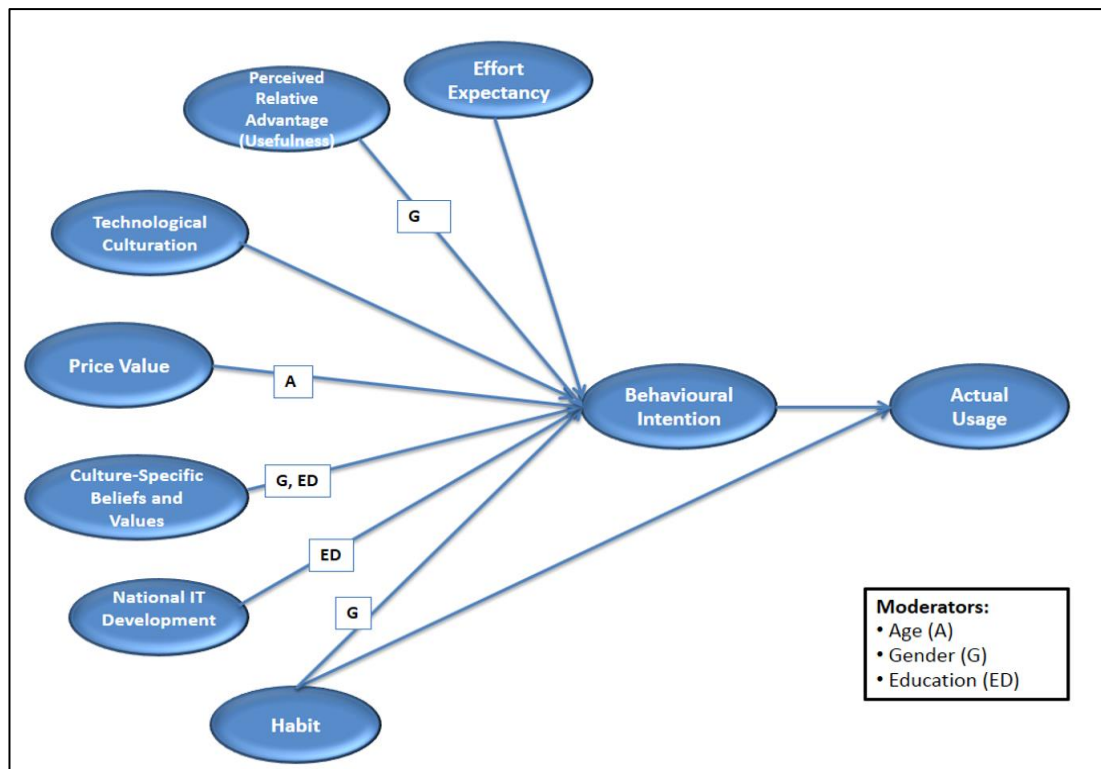 Effort
Expectancy
Perceived
Relative
Advantage
(Usefulness)
G
Technological
Culturation
Price Value
A
Behavioural
Intention
Actual
Usage
Culture-Specific
Beliefs and
Values
G, ED
ED
National IT
Development
G
Habit
Moderators:
• Age (A)
• Gender (G)
• Education (ED)